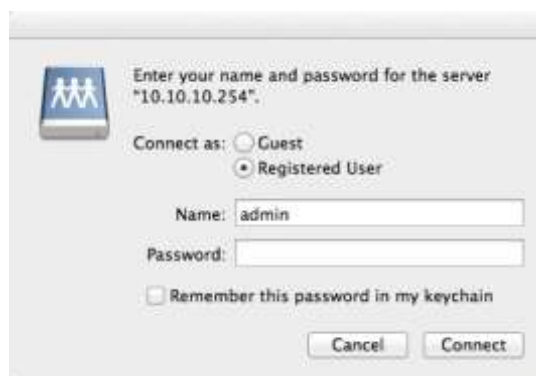 Enter your name and password for the server
"10.10.10.254".
Connect as: Guest
Registered User
Name: admin
Password:
Remember this password in my keychain
Cancel Connect